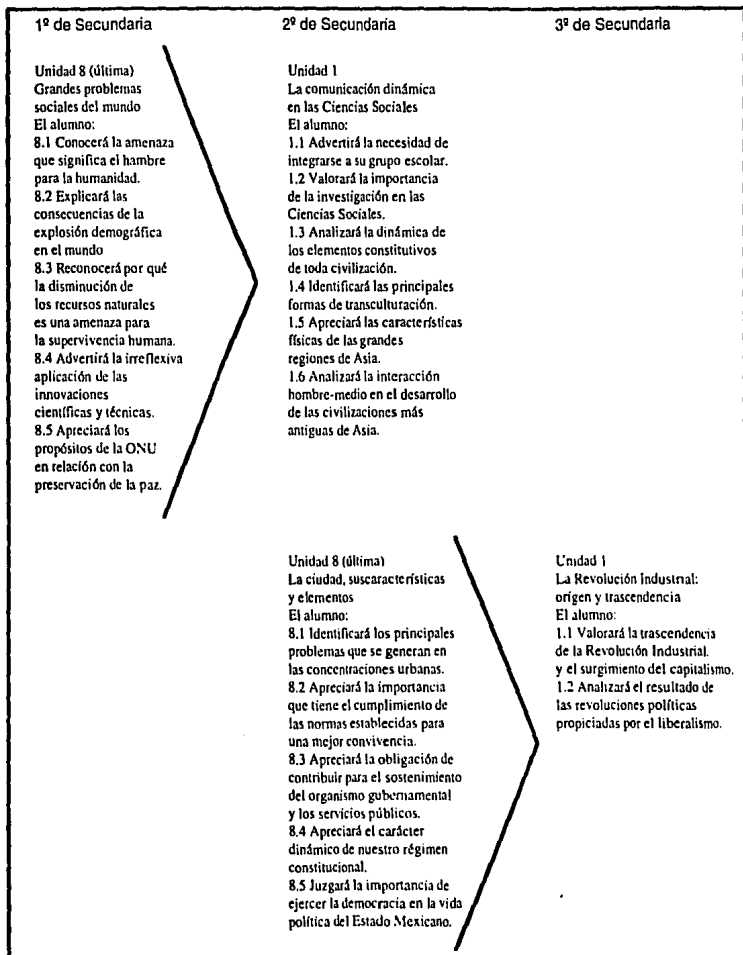 1º de Secundaria
2º de Secundaria
3º de Secundaria
Unidad 8 (última)
Grandes problemas
sociales del mundo
El alumno:
8.1 Conocerá la amenaza
que significa el hambre
para la humanidad.
8.2 Explicará las
consecuencias de la
explosión demográfica
en el mundo
8.3 Reconocerá por qué
la disminución de
los recursos naturales
es una amenaza para
la supervivencia humana.
8.4 Advertirá la irreflexiva
aplicación de las
innovaciones
científicas y técnicas.
8.5 Apreciará los
propósitos de la ONU
en relación con la
preservación de la paz.
Unidad 1
La comunicación dinámica
en las Ciencias Sociales
El alumno:
1.1 Advertirá la necesidad de
integrarse a su grupo escolar.
1.2 Valorará la importancia
de la investigación en las
Ciencias Sociales.
1.3 Analizará la dinámica de
los elementos constitutivos
de toda civilización.
1.4 Identificará las principales
formas de transculturación.
1.5 Apreciará las características
físicas de las grandes
regiones de Asia.
1.6 Analizará la interacción
hombre-medio en el desarrollo
de las civilizaciones más
antiguas de Asia.
Unidad 8 (última)
La ciudad, suscaracterísticas
y elementos
El alumno:
8.1 Identificará los principales
problemas que se generan en
las concentraciones urbanas.
8.2 Apreciará la importancia
que tiene el cumplimiento de
las normas establecidas para
una mejor convivencia.
8.3 Apreciará la obligación de
contribuir para el sostenimiento
del organismo gubernamental
y los servicios públicos.
8.4 Apreciará el carácter
dinámico de nuestro régimen
constitucional.
8.5 Juzgará la importancia de
ejercer la democracia en la vida
política del Estado Mexicano.
Unidad 1
La Revolución Industrial:
origen y trascendencia
El alumno:
1.1 Valorará la trascendencia
de la Revolución Industrial.
y el surgimiento del capitalismo.
1.2 Analizará el resultado de
las revoluciones políticas
propiciadas por el liberalismo.